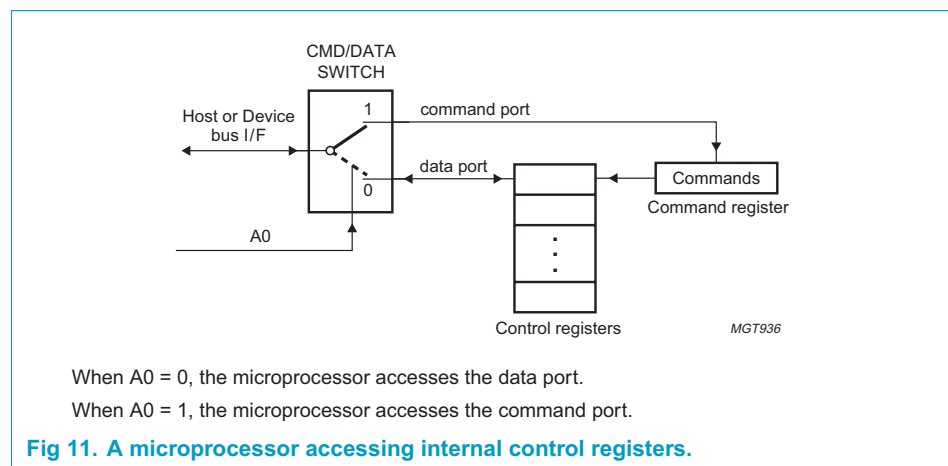 CMD/DATA
SWITCH
Host or Device
bus I/F
1
command port
data port
0
Commands
Command register
A0
Control registers
MGT936
When A0 = 0, the microprocessor accesses the data port.
When A0 = 1, the microprocessor accesses the command port.
Fig 11. A microprocessor accessing internal control registers.